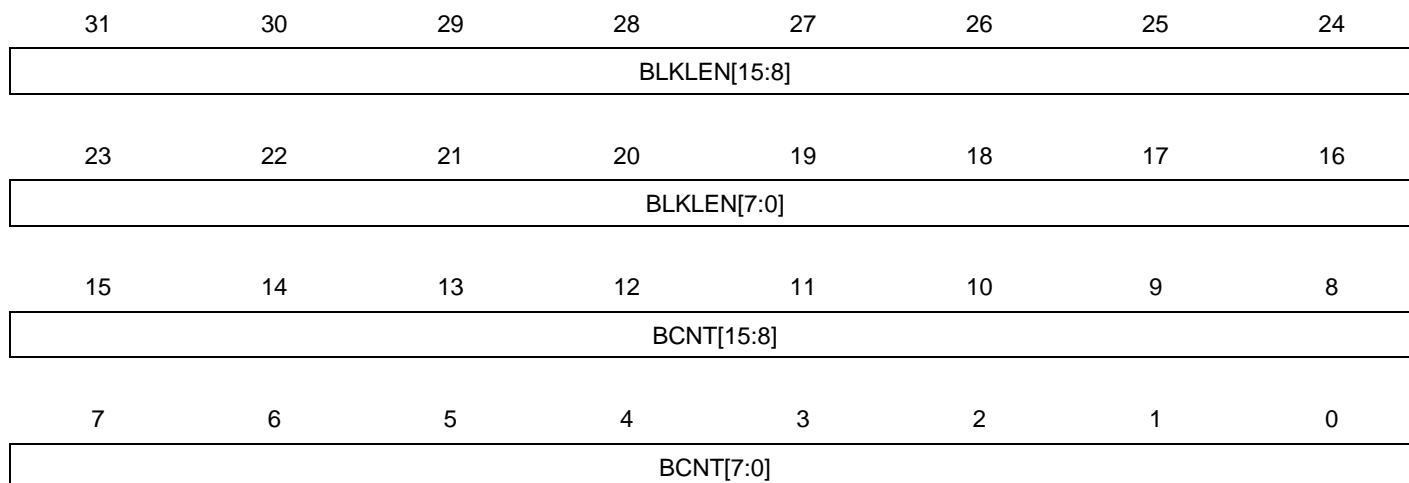 31 30 29 28 27 26 25 24
BLKLEN[15:8]
23 22 21 20 19 18 17 16
BLKLEN[7:0]
15 14 13 12 11 10 9 8
BCNT[15:8]
7 6 5 4 3 2 1 0
BCNT[7:0]